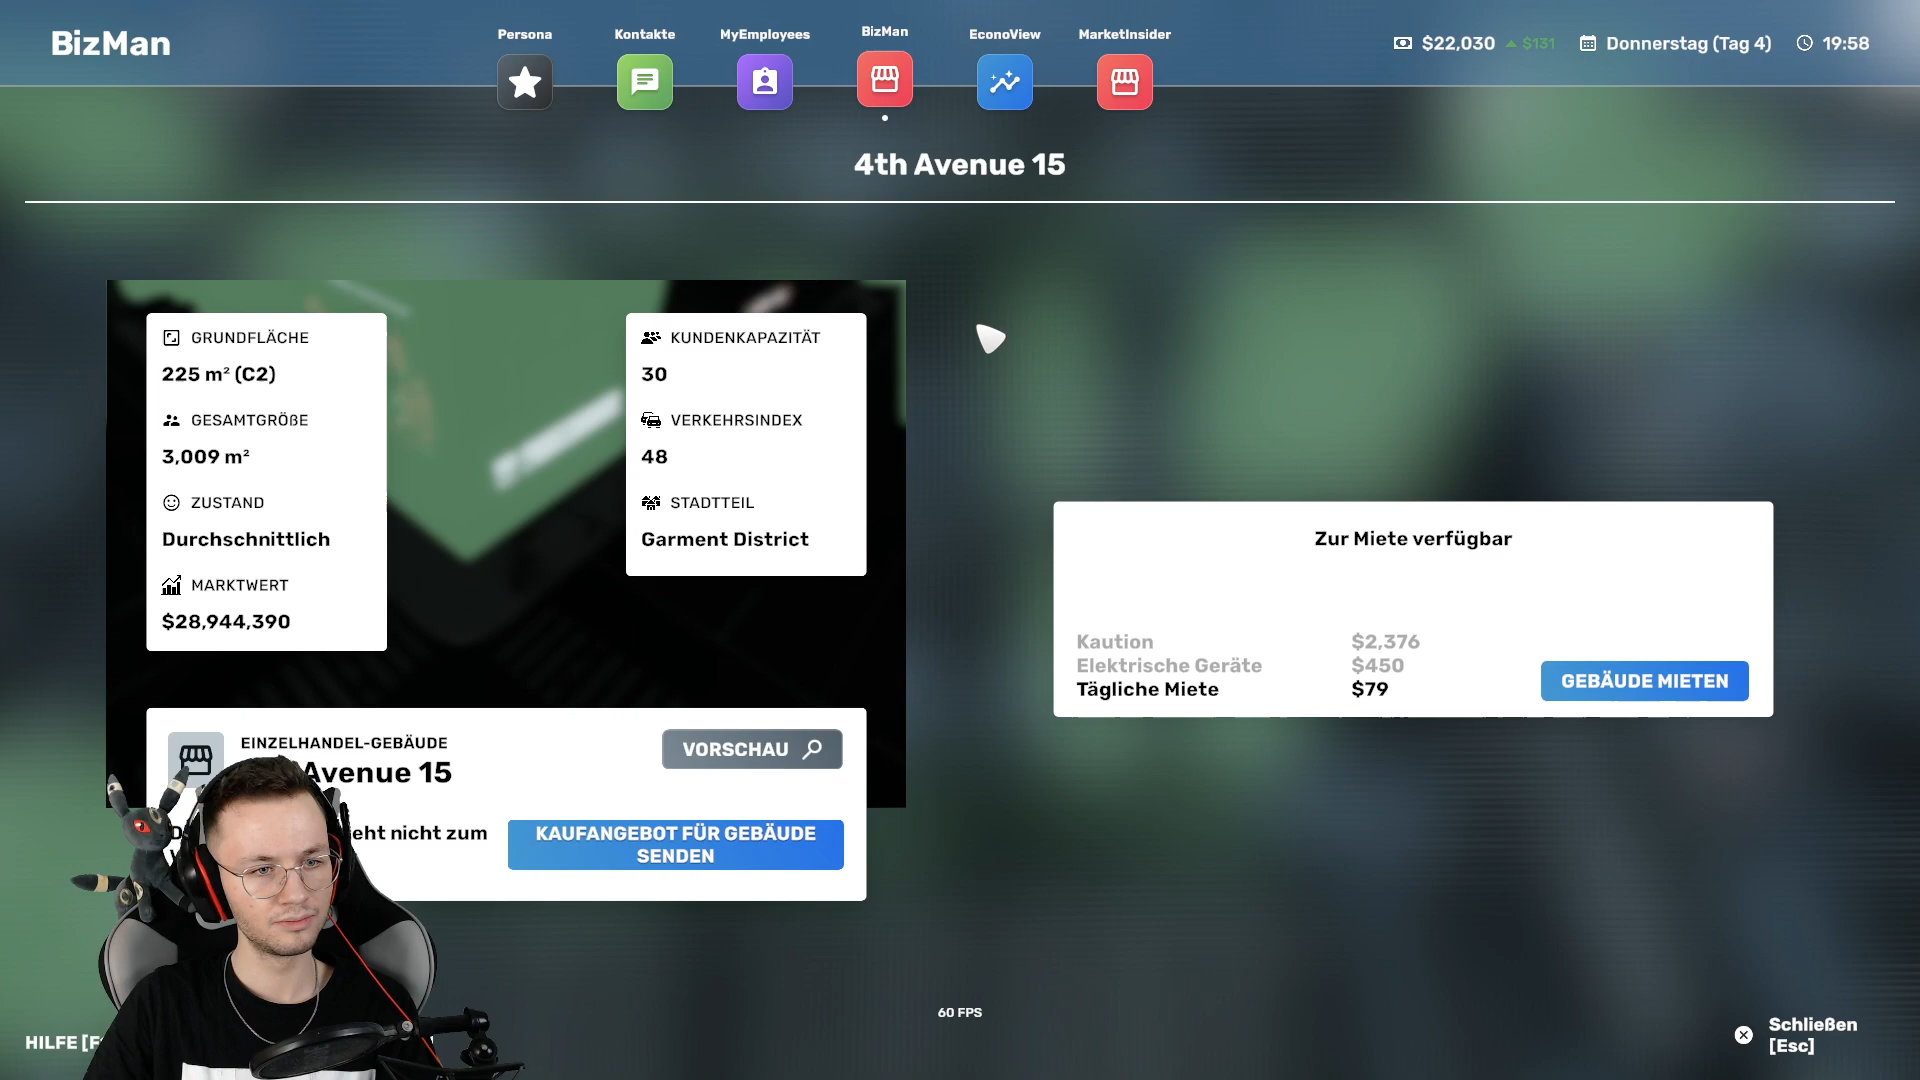 BizMan
Persona
Kontakte
MyEmployees
BizMan
EconoView
MarketInsider
$22,030 $131 Donnerstag (Tag 4) 19:58
4th Avenue 15
GRUNDFLÄCHE
225 m² (C2)
GESAMTGRÖßE
3,009 m²
ZUSTAND
Durchschnittlich
MARKTWERT
$28,944,390
KUNDENKAPAZITÄT
30
VERKEHRSINDEX
48
STADTTEIL
Garment District
Zur Miete verfügbar
Kaution $2,376
Elektrische Geräte $450
Tägliche Miete $79
GEBÄUDE MIETEN
EINZELHANDEL-GEBÄUDE
Avenue 15
VORSCHAU
nicht zum
KAUFANGEBOT FÜR GEBÄUDE
SENDEN
60 FPS
HILFE
Schließen
[Esc]